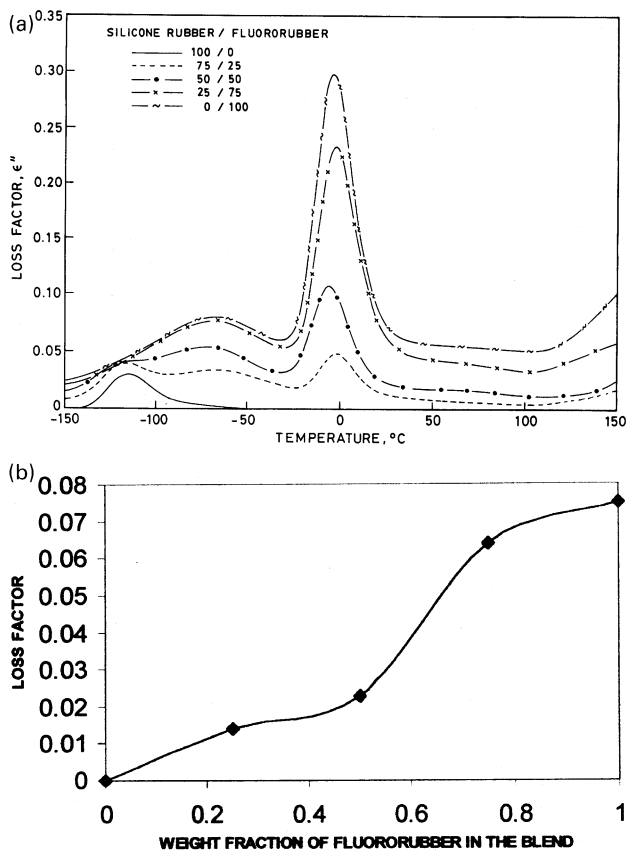 (a)
0.35
0.30
0.25
0.20
0.15
0.10
0.05
0
LOSS FACTOR, ε"
SILICONE RUBBER / FLUORORUBBER
100 / 0
75 / 25
50 / 50
25 / 75
0 / 100
-150 -100 -50 0 50 100 150
TEMPERATURE, °C
(b)
0.08
0.07
0.06
0.05
0.04
0.03
0.02
0.01
0
LOSS FACTOR
0 0.2 0.4 0.6 0.8 1
WEIGHT FRACTION OF FLUORORUBBER IN THE BLEND